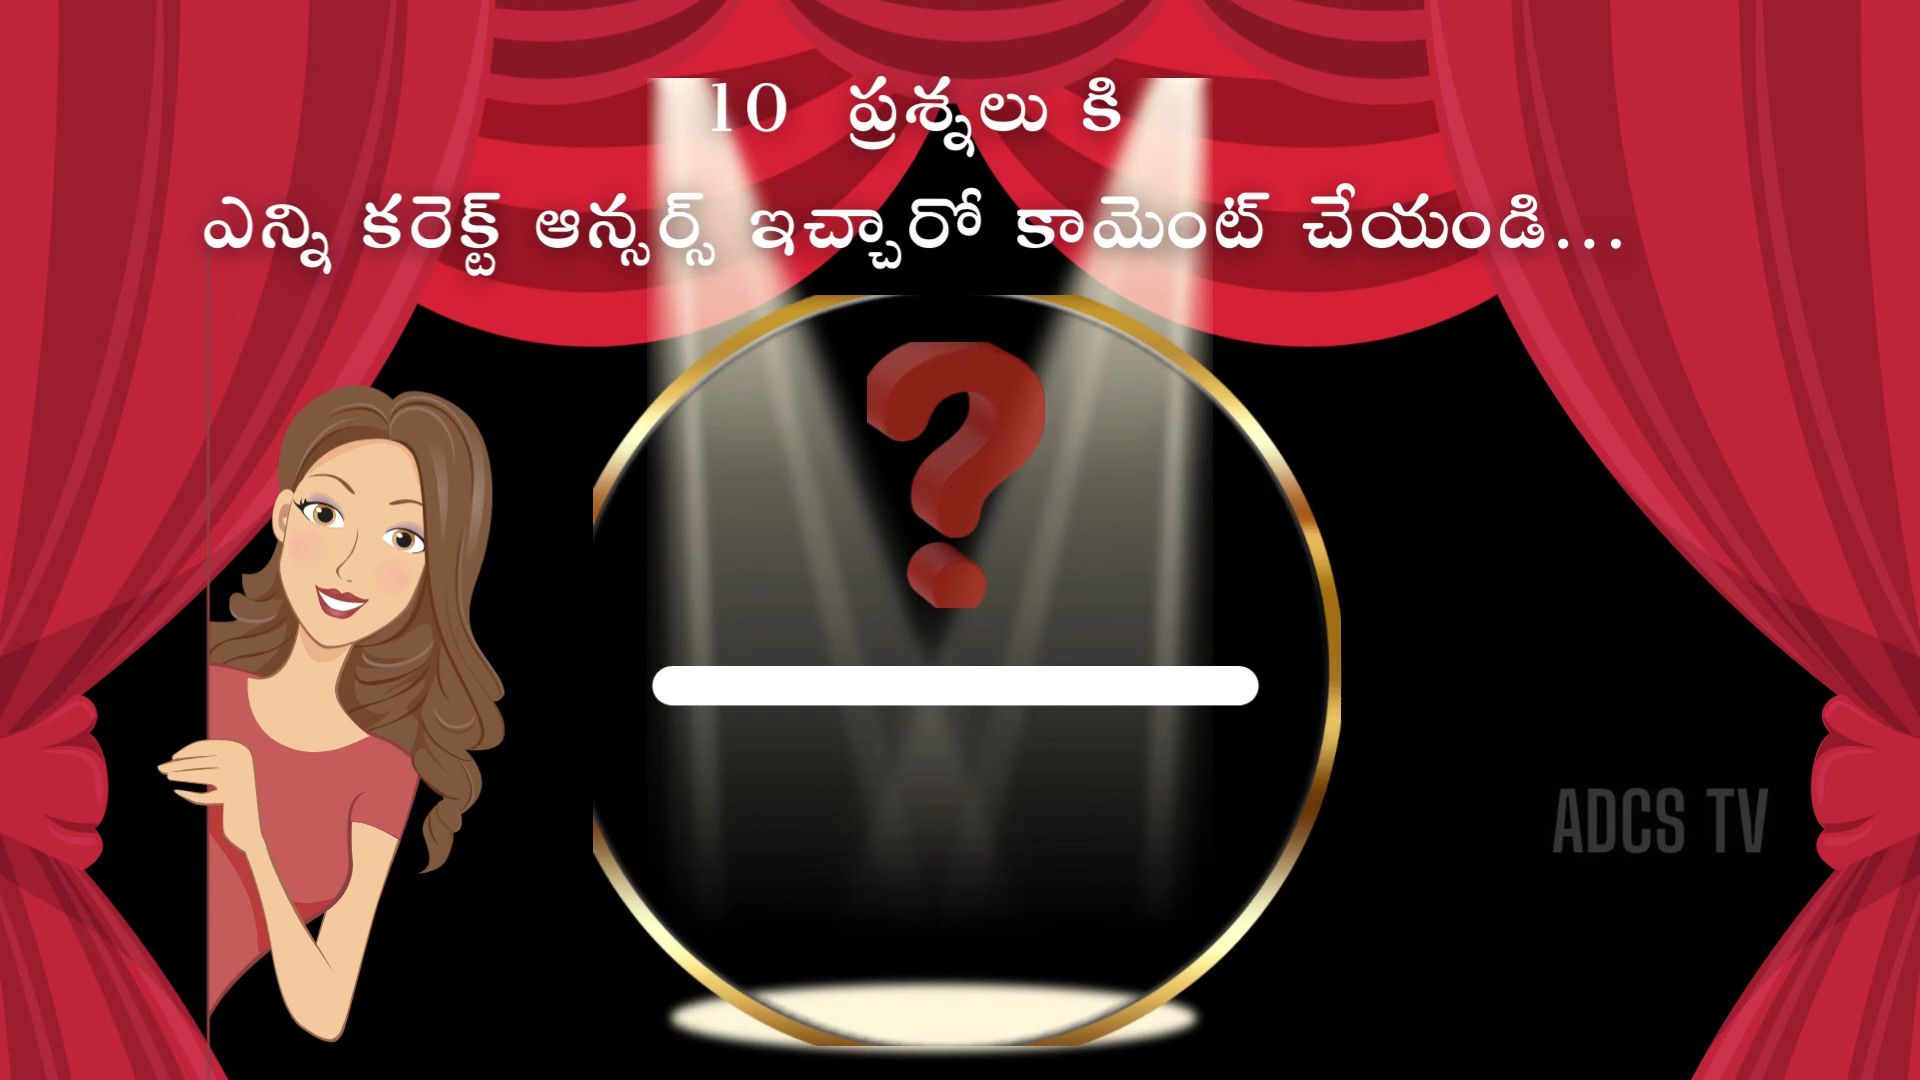 10 ప్రశ్నలు కి
ఎన్ని కరెక్ట్ ఆన్సర్స్ ఇచ్చారో కామెంట్ చేయండి...
ADCS TV